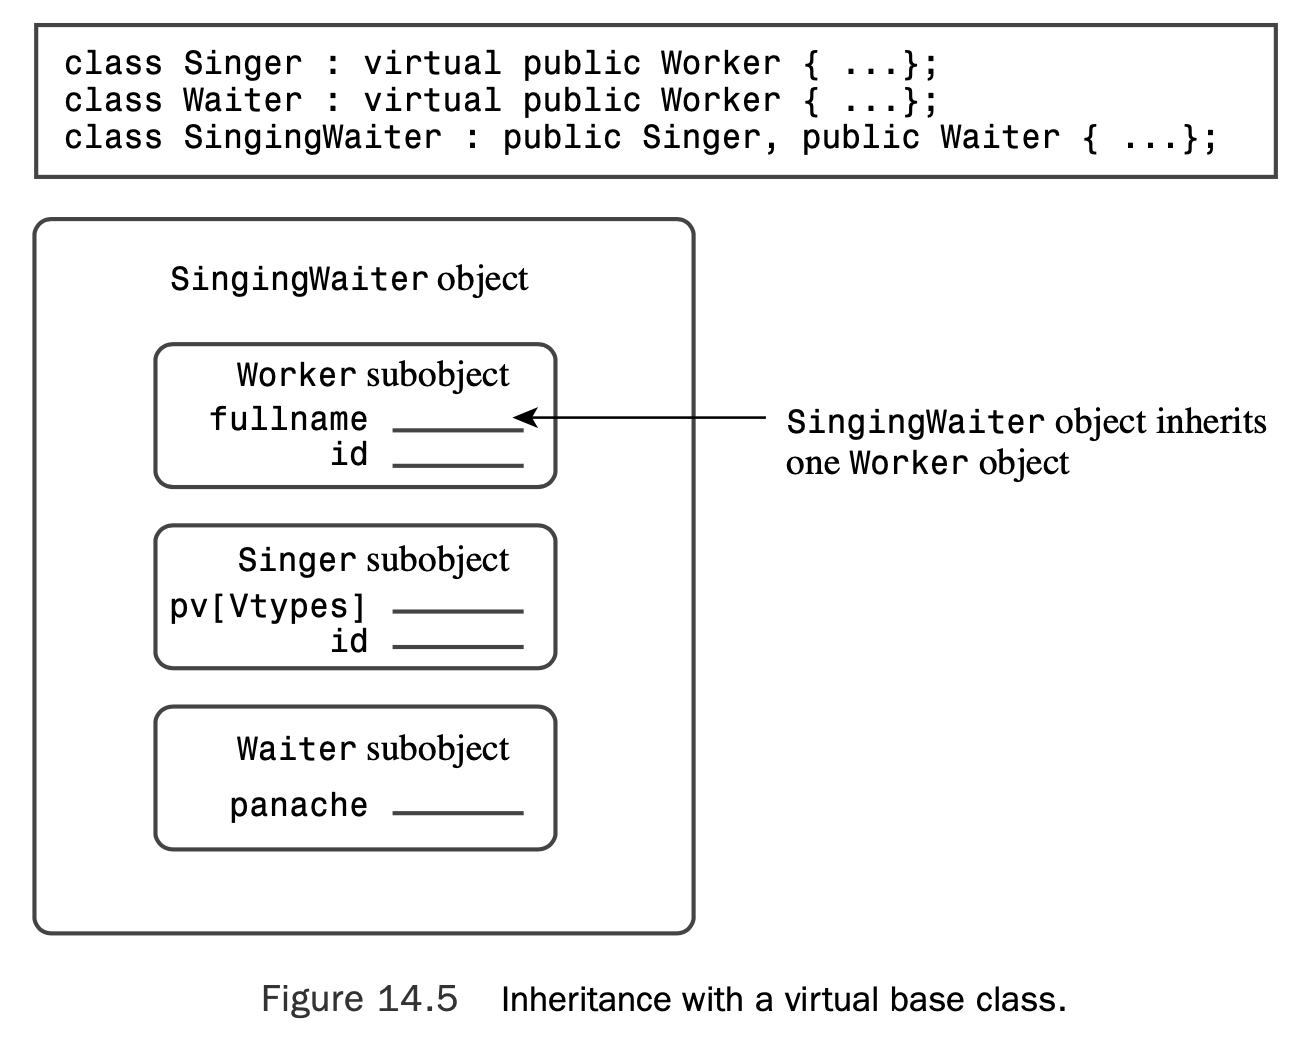 class Singer : virtual public Worker { ...};
class Waiter : virtual public Worker { ...};
class SingingWaiter : public Singer, public Waiter { ...};
SingingWaiter object
Worker subobject
fullname
id
SingingWaiter object inherits
one Worker object
Singer subobject
pv[Vtypes]
id
Waiter subobject
panache
Figure 14.5 Inheritance with a virtual base class.